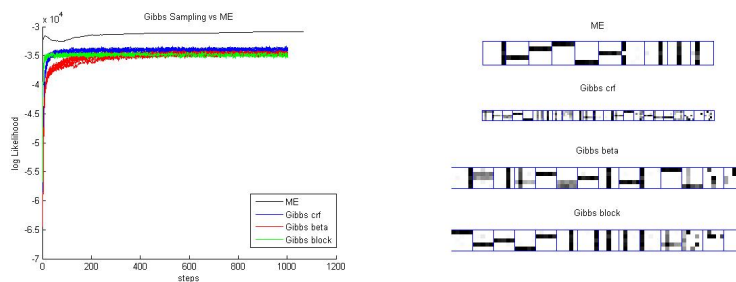 Gibbs Sampling vs ME
x 10^4
-3
-3.5
-4
-4.5
-5
-5.5
-6
-6.5
-7
log Likelihood
0
200
400
600
800
1000
1200
steps
ME
Gibbs crf
Gibbs beta
Gibbs block
ME
Gibbs crf
Gibbs beta
Gibbs block